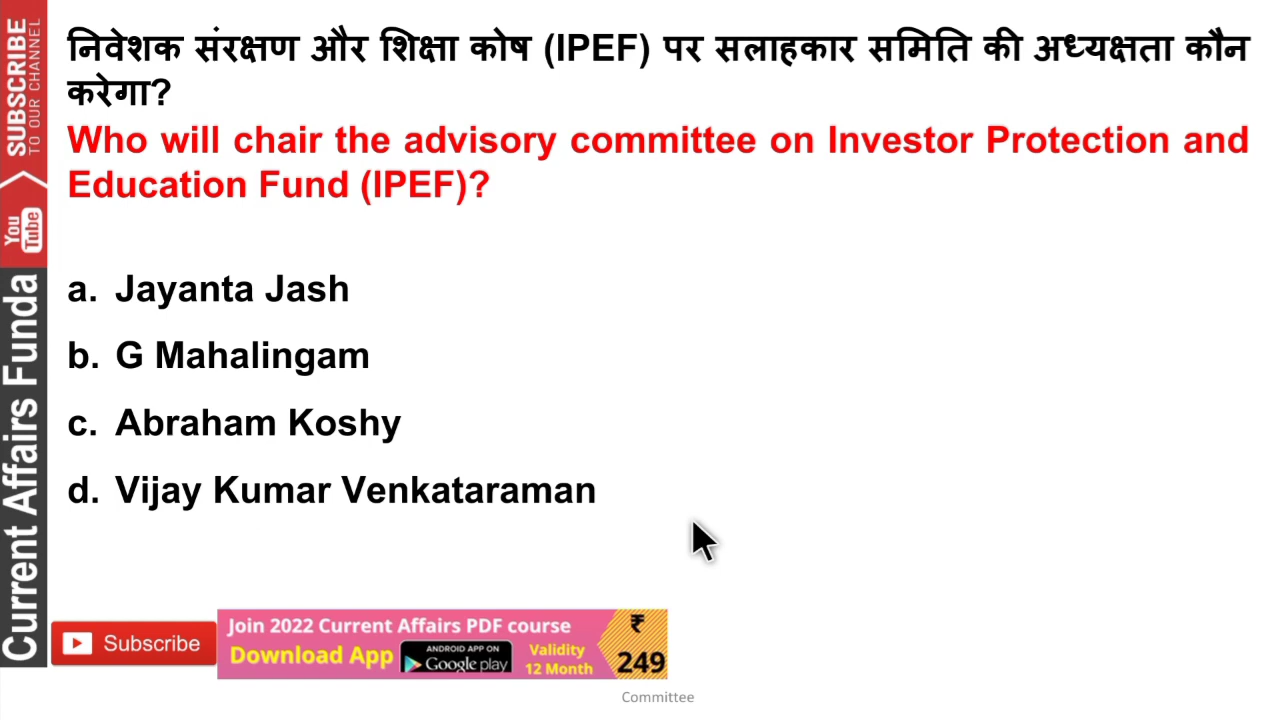 निवेशक संरक्षण और शिक्षा कोष (IPEF) पर सलाहकार समिति की अध्यक्षता कौन
करेगा?
Who will chair the advisory committee on Investor Protection and
Education Fund (IPEF)?
a. Jayanta Jash
b. G Mahalingam
c. Abraham Koshy
d. Vijay Kumar Venkataraman
SUBSCRIBE
TO OUR CHANNEL
You
Tube
Current Affairs Funda
Subscribe
Join 2022 Current Affairs PDF course
Download App
ANDROID APP ON
Google play
Validity
12 Month
₹
249
Committee